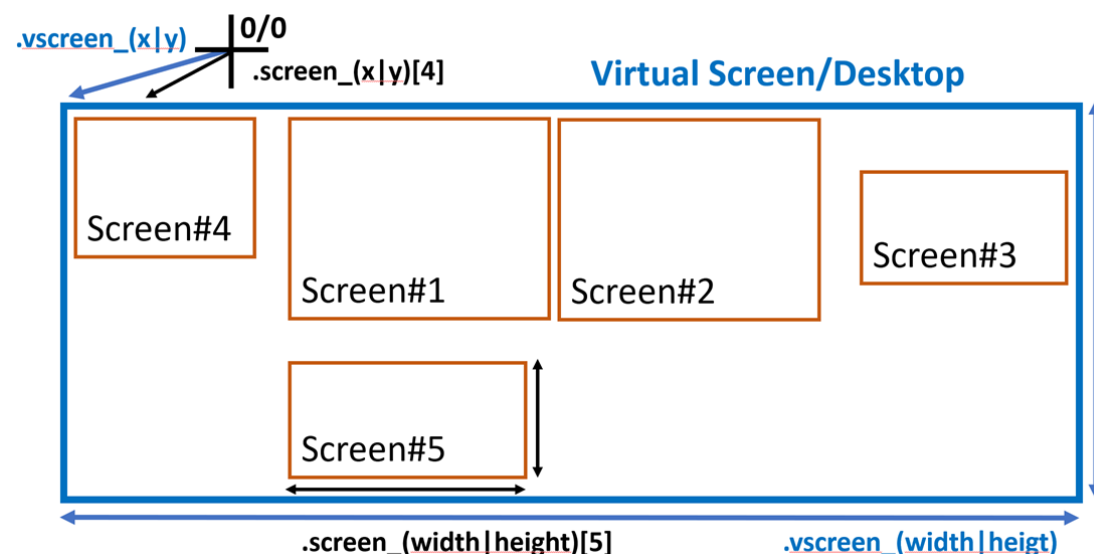 .vscreen_(x|y)
0/0
.screen_(x|y)[4]
Virtual Screen/Desktop
Screen#4
Screen#1
Screen#2
Screen#3
Screen#5
.screen_(width|height)[5]
.vscreen_(width|heigt)